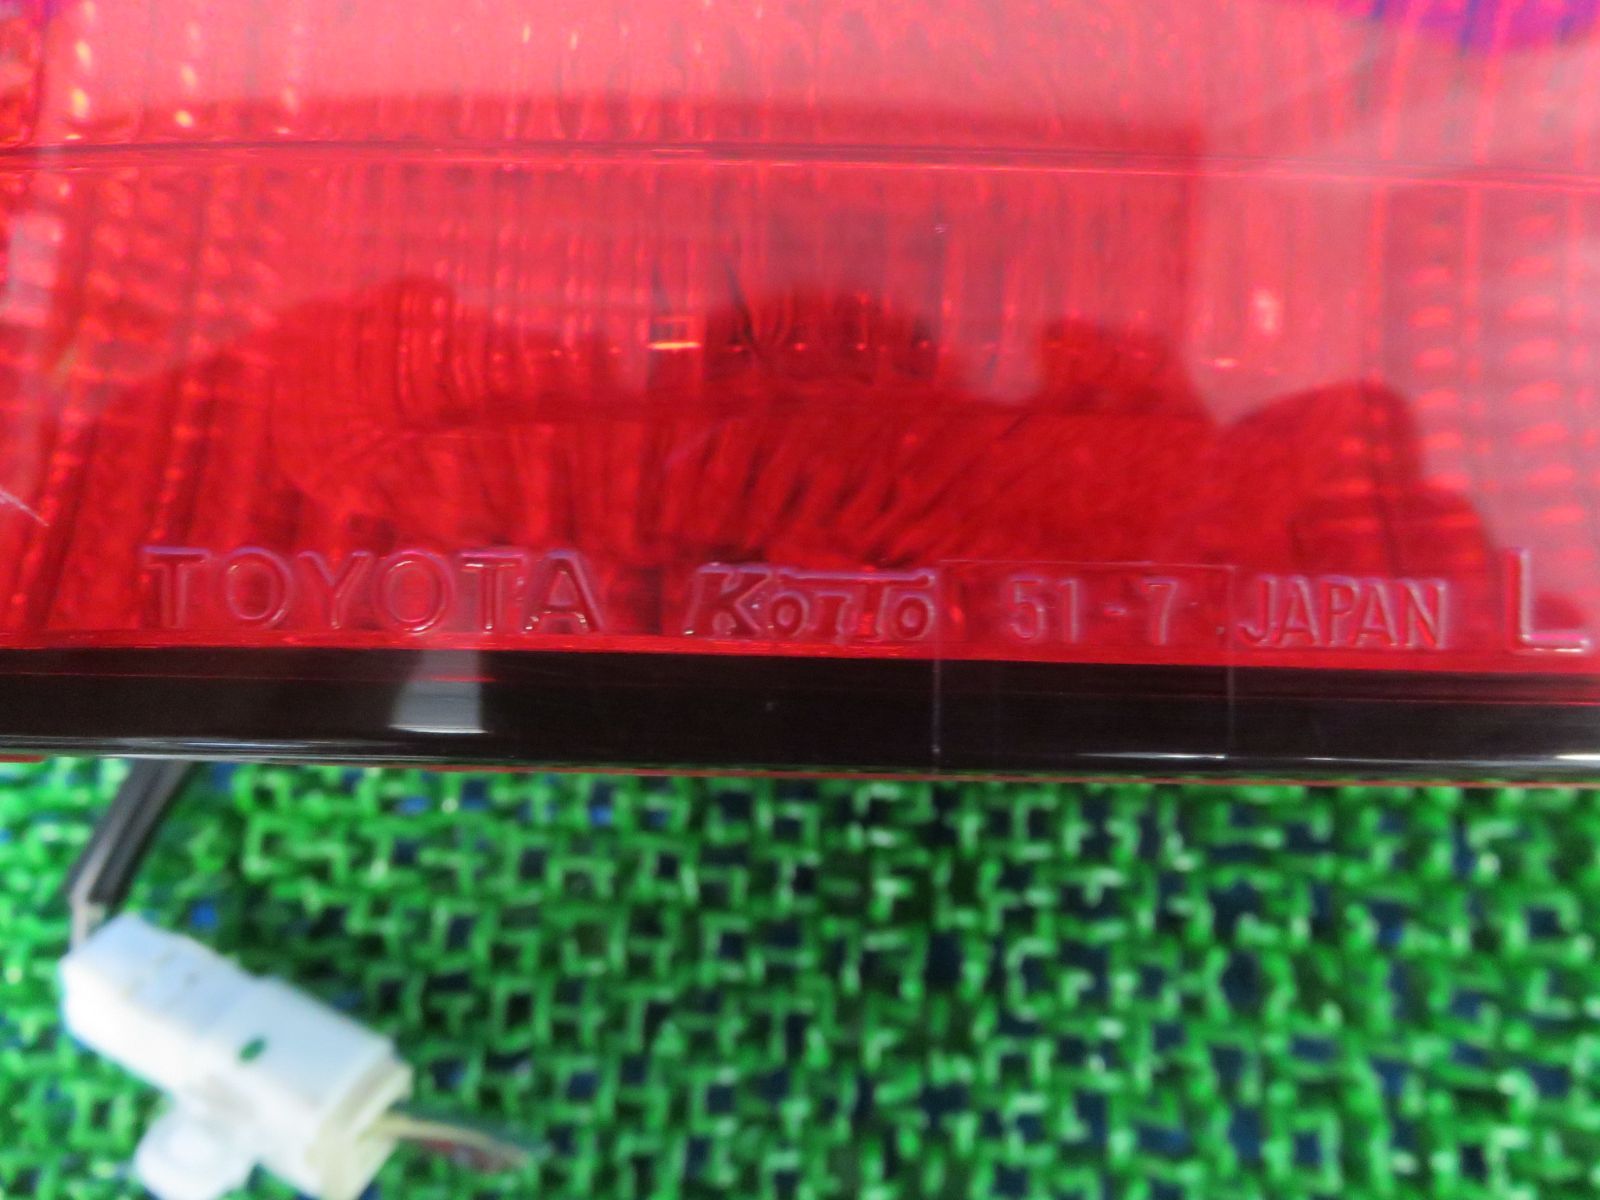 TOYOTA KOITO 51-7 JAPAN L